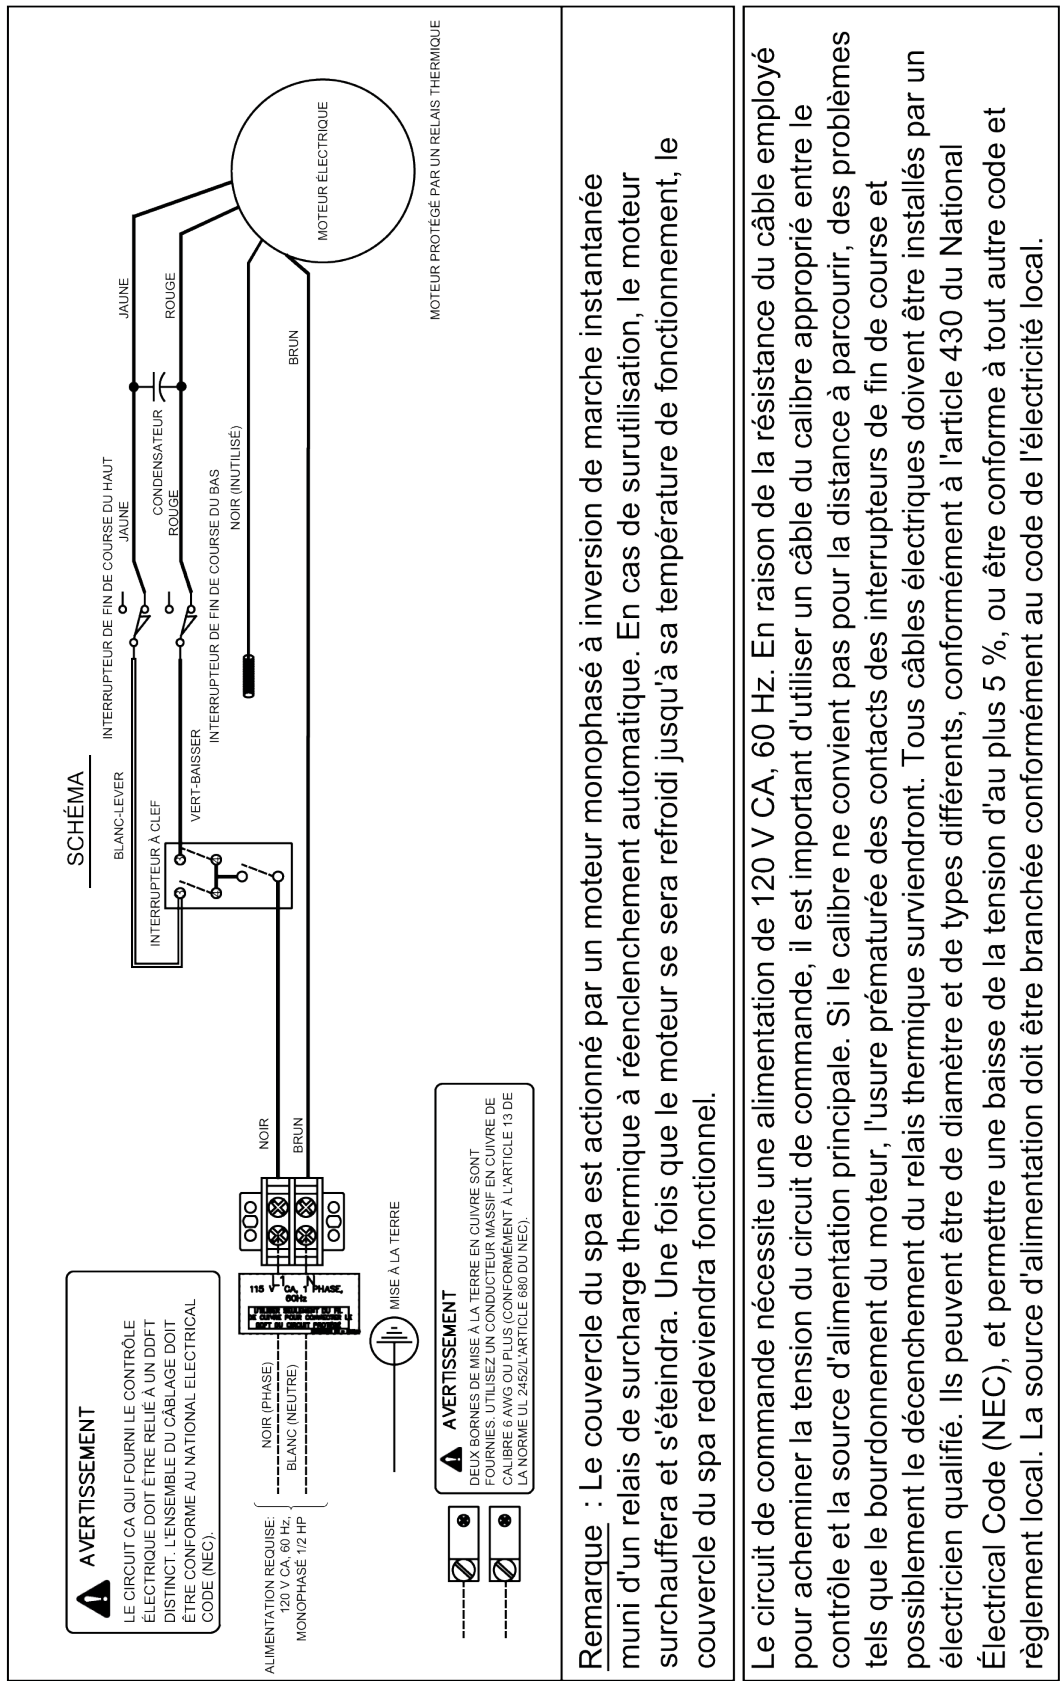 SCHÉMA
AVERTISSEMENT
LE CIRCUIT CA QUI FOURNI LE CONTRÔLE
ÉLECTRIQUE DOIT ÊTRE RELIÉ À UN DDFT
DISTINCT. L'ENSEMBLE DU CÂBLAGE DOIT
ÊTRE CONFORME AU NATIONAL ELECTRICAL
CODE (NEC).
ALIMENTATION REQUISE:
120 V CA, 60 Hz,
MONOPHASÉ 1/2 HP
NOIR (PHASE)
BLANC (NEUTRE)
L1
N
115 V CA, 1 PHASE,
60Hz
UTILISER SEULEMENT DU FIL
DE CUIVRE POUR CONNECTER LE
DDFT DU CIRCUIT PROTÉGÉ
MISE À LA TERRE
NOIR
BRUN
BLANC-LEVER
INTERRUPTEUR À CLEF
VERT-BAISSER
INTERRUPTEUR DE FIN DE COURSE DU HAUT
JAUNE
CONDENSATEUR
ROUGE
INTERRUPTEUR DE FIN DE COURSE DU BAS
NOIR (INUTILISÉ)
JAUNE
ROUGE
BRUN
MOTEUR ÉLECTRIQUE
MOTEUR PROTÉGÉ PAR UN RELAIS THERMIQUE
AVERTISSEMENT
DEUX BORNES DE MISE À LA TERRE EN CUIVRE SONT
FOURNIES. UTILISEZ UN CONDUCTEUR MASSIF EN CUIVRE DE
CALIBRE 6 AWG OU PLUS (CONFORMÉMENT À L'ARTICLE 13 DE
LA NORME UL 2452/L'ARTICLE 680 DU NEC).
Remarque : Le couvercle du spa est actionné par un moteur monophasé à inversion de marche instantanée
muni d'un relais de surcharge thermique à réenclenchement automatique. En cas de surutilisation, le moteur
surchauffera et s'éteindra. Une fois que le moteur se sera refroidi jusqu'à sa température de fonctionnement, le
couvercle du spa redeviendra fonctionnel.
Le circuit de commande nécessite une alimentation de 120 V CA, 60 Hz. En raison de la résistance du câble employé
pour acheminer la tension du circuit de commande, il est important d'utiliser un câble du calibre approprié entre le
contrôle et la source d'alimentation principale. Si le calibre ne convient pas pour la distance à parcourir, des problèmes
tels que le bourdonnement du moteur, l'usure prématurée des contacts des interrupteurs de fin de course et
possiblement le déclenchement du relais thermique surviendront. Tous câbles électriques doivent être installés par un
électricien qualifié. Ils peuvent être de diamètre et de types différents, conformément à l'article 430 du National
Électrical Code (NEC), et permettre une baisse de la tension d'au plus 5 %, ou être conforme à tout autre code et
règlement local. La source d'alimentation doit être branchée conformément au code de l'électricité local.